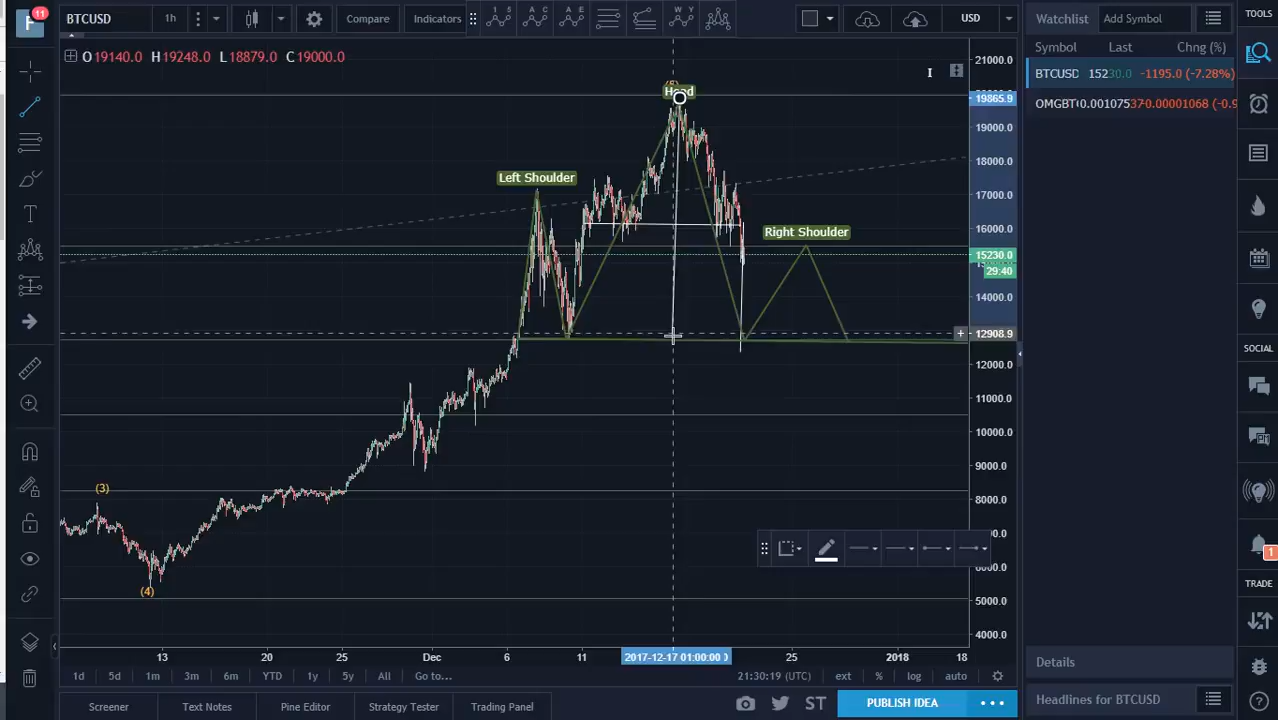 11
BTCUSD
1h
Compare
Indicators
1 5
A C
A E
W Y
USD
Watchlist
Add Symbol
TOOLS
O19140.0 H19248.0 L18879.0 C19000.0
Symbol
Last
Chng (%)
BTCUSD
15230.0
-1195.0 (-7.28%)
21000.0
Head
19865.9
19000.0
18000.0
Left Shoulder
17000.0
16000.0
Right Shoulder
15230.0
29:40
14000.0
12908.9
12000.0
11000.0
10000.0
9000.0
8000.0
(3)
(4)
5000.0
4000.0
SOCIAL
1
TRADE
13
20
25
Dec
6
11
2017-12-17 01:00:00
25
2018
18
1d
5d
1m
3m
6m
YTD
1y
5y
All
Go to...
21:30:19 (UTC)
ext
%
log
auto
Details
Screener
Text Notes
Pine Editor
Strategy Tester
Trading Panel
ST
PUBLISH IDEA
Headlines for BTCUSD